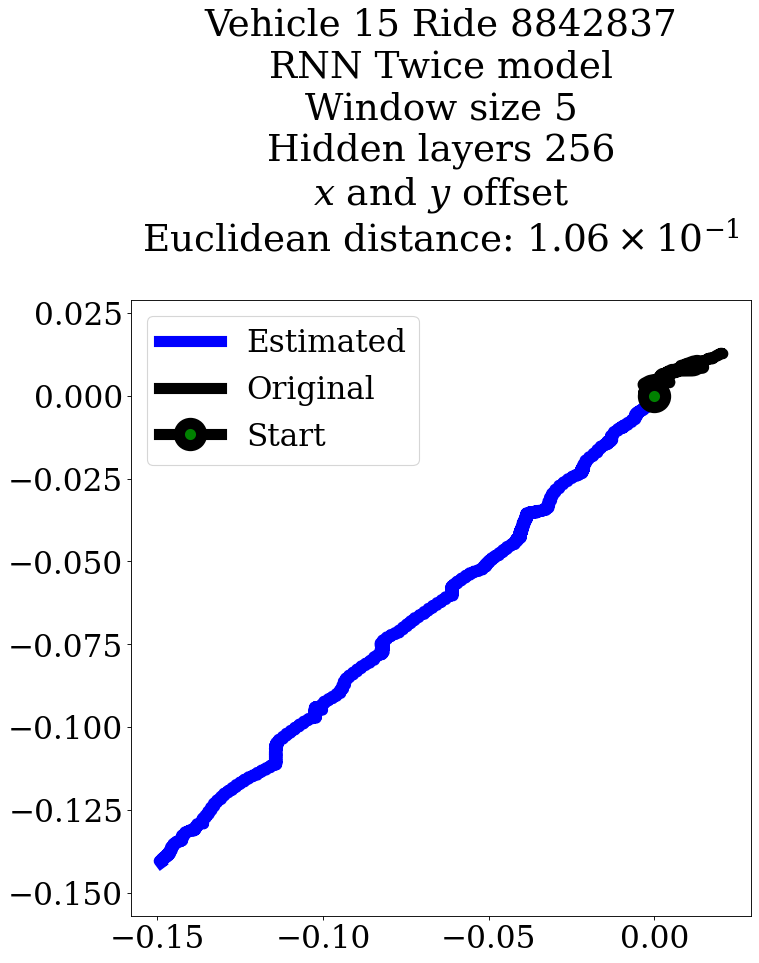 Vehicle 15 Ride 8842837
RNN Twice model
Window size 5
Hidden layers 256
x and y offset
Euclidean distance: 1.06 × 10⁻¹
Estimated
Original
Start
0.025
0.000
−0.025
−0.050
−0.075
−0.100
−0.125
−0.150
−0.15 −0.10 −0.05 0.00